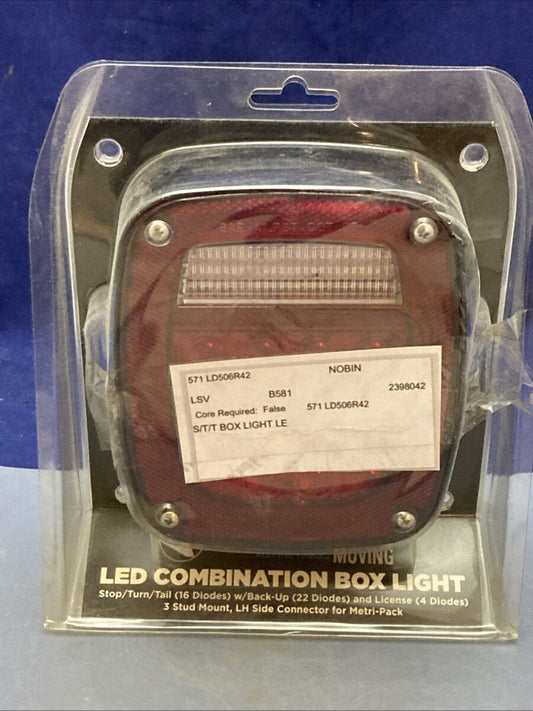 571 LD506R42 NOBIN
LSV B581 2398042
Core Required: False 571 LD506R42
S/T/T BOX LIGHT LE
MOVING
LED COMBINATION BOX LIGHT
Stop/Turn/Tail (16 Diodes) w/Back-Up (22 Diodes) and License (4 Diodes)
3 Stud Mount, LH Side Connector for Metri-Pack